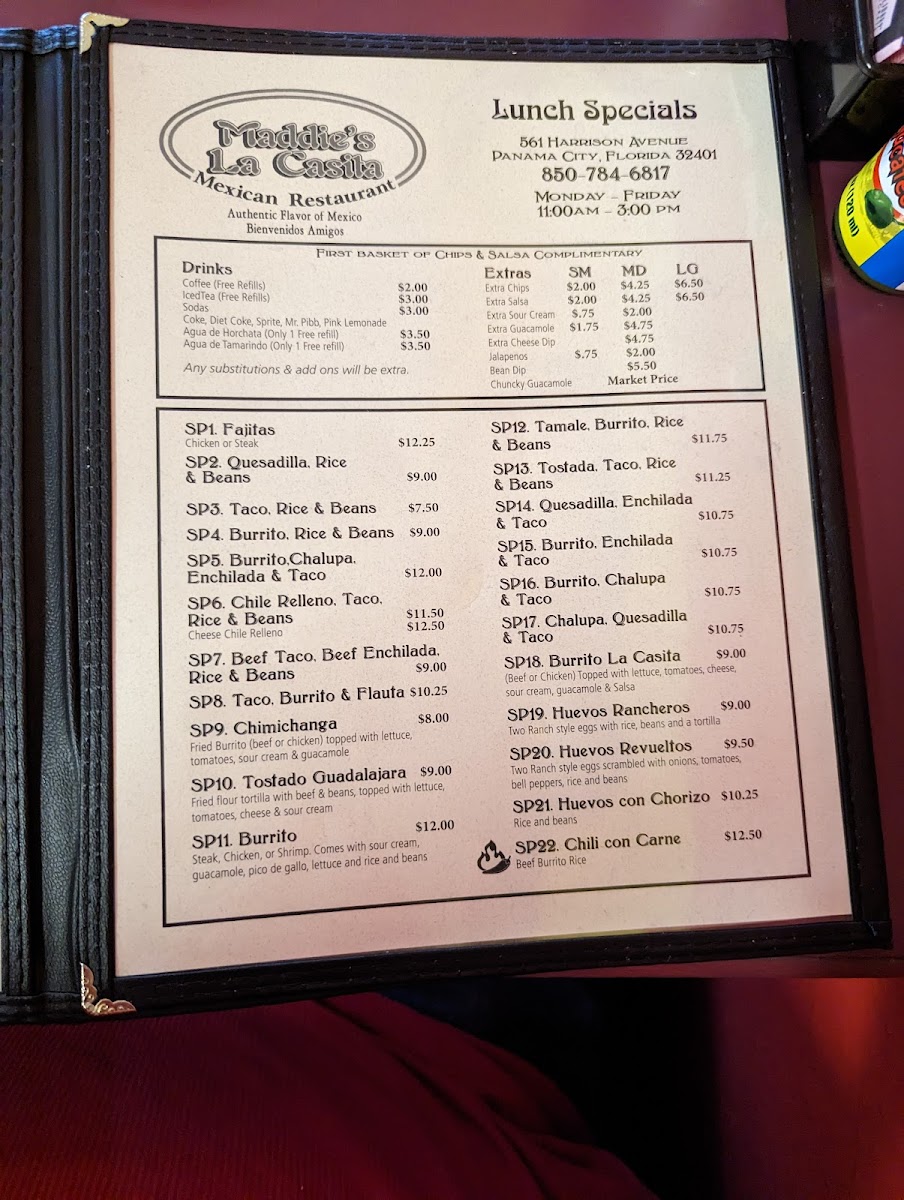 Maddie's
La Casita
Mexican Restaurant
Authentic Flavor of Mexico
Bienvenidos Amigos
Lunch Specials
561 Harrison Avenue
Panama City, Florida 32401
850-784-6817
Monday - Friday
11:00am - 3:00 pm
First basket of Chips & Salsa Complimentary
Drinks
Coffee (Free Refills) $2.00
IcedTea (Free Refills) $3.00
Sodas $3.00
Coke, Diet Coke, Sprite, Mr. Pibb, Pink Lemonade
Agua de Horchata (Only 1 Free refill) $3.50
Agua de Tamarindo (Only 1 Free refill) $3.50
Any substitutions & add ons will be extra.
Extras SM MD LG
Extra Chips $2.00 $4.25 $6.50
Extra Salsa $2.00 $4.25 $6.50
Extra Sour Cream $.75 $2.00
Extra Guacamole $1.75 $4.75
Extra Cheese Dip $4.75
Jalapenos $.75 $2.00
Bean Dip $5.50
Chuncky Guacamole Market Price
SP1. Fajitas
Chicken or Steak $12.25
SP2. Quesadilla, Rice
& Beans $9.00
SP3. Taco, Rice & Beans $7.50
SP4. Burrito, Rice & Beans $9.00
SP5. Burrito,Chalupa,
Enchilada & Taco $12.00
SP6. Chile Relleno, Taco,
Rice & Beans $11.50
Cheese Chile Relleno $12.50
SP7. Beef Taco, Beef Enchilada,
Rice & Beans $9.00
SP8. Taco, Burrito & Flauta $10.25
SP9. Chimichanga $8.00
Fried Burrito (beef or chicken) topped with lettuce,
tomatoes, sour cream & guacamole
SP10. Tostado Guadalajara $9.00
Fried flour tortilla with beef & beans, topped with lettuce,
tomatoes, cheese & sour cream
SP11. Burrito $12.00
Steak, Chicken, or Shrimp. Comes with sour cream,
guacamole, pico de gallo, lettuce and rice and beans
SP12. Tamale, Burrito, Rice
& Beans $11.75
SP13. Tostada, Taco, Rice
& Beans $11.25
SP14. Quesadilla, Enchilada
& Taco $10.75
SP15. Burrito, Enchilada
& Taco $10.75
SP16. Burrito, Chalupa
& Taco $10.75
SP17. Chalupa, Quesadilla
& Taco $10.75
SP18. Burrito La Casita $9.00
(Beef or Chicken) Topped with lettuce, tomatoes, cheese,
sour cream, guacamole & Salsa
SP19. Huevos Rancheros $9.00
Two Ranch style eggs with rice, beans and a tortilla
SP20. Huevos Revueltos $9.50
Two Ranch style eggs scrambled with onions, tomatoes,
bell peppers, rice and beans
SP21. Huevos con Chorizo $10.25
Rice and beans
SP22. Chili con Carne $12.50
Beef Burrito Rice